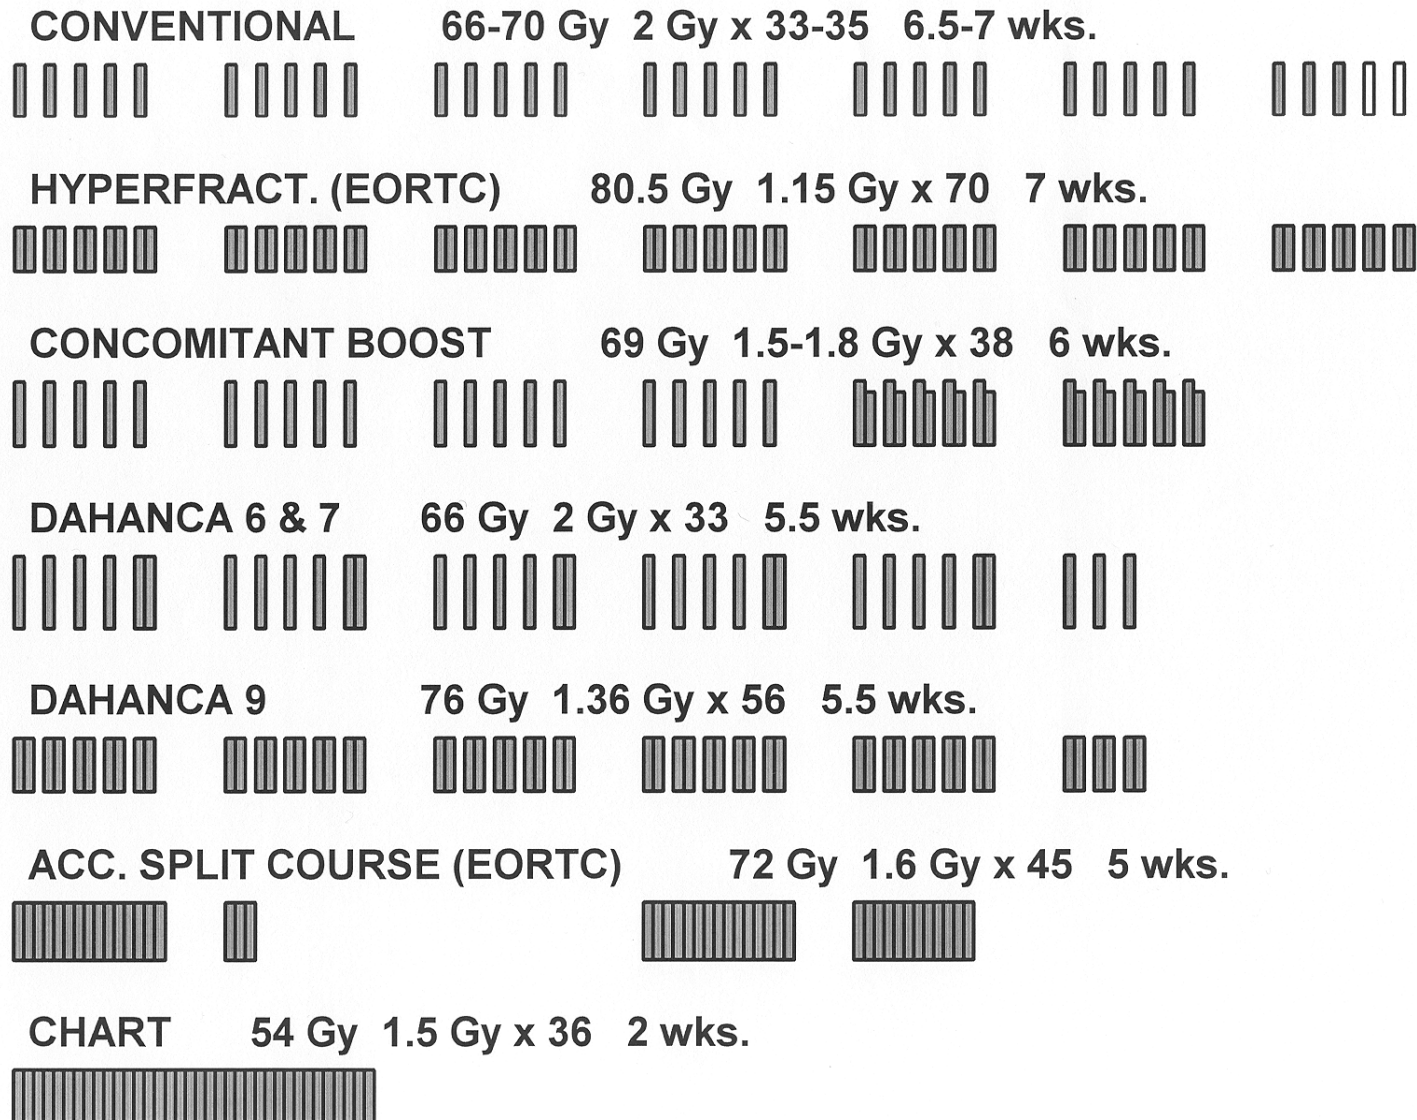 CONVENTIONAL 66-70 Gy 2 Gy x 33-35 6.5-7 wks.
HYPERFRACT. (EORTC) 80.5 Gy 1.15 Gy x 70 7 wks.
CONCOMITANT BOOST 69 Gy 1.5-1.8 Gy x 38 6 wks.
DAHANCA 6 & 7 66 Gy 2 Gy x 33 5.5 wks.
DAHANCA 9 76 Gy 1.36 Gy x 56 5.5 wks.
ACC. SPLIT COURSE (EORTC) 72 Gy 1.6 Gy x 45 5 wks.
CHART 54 Gy 1.5 Gy x 36 2 wks.